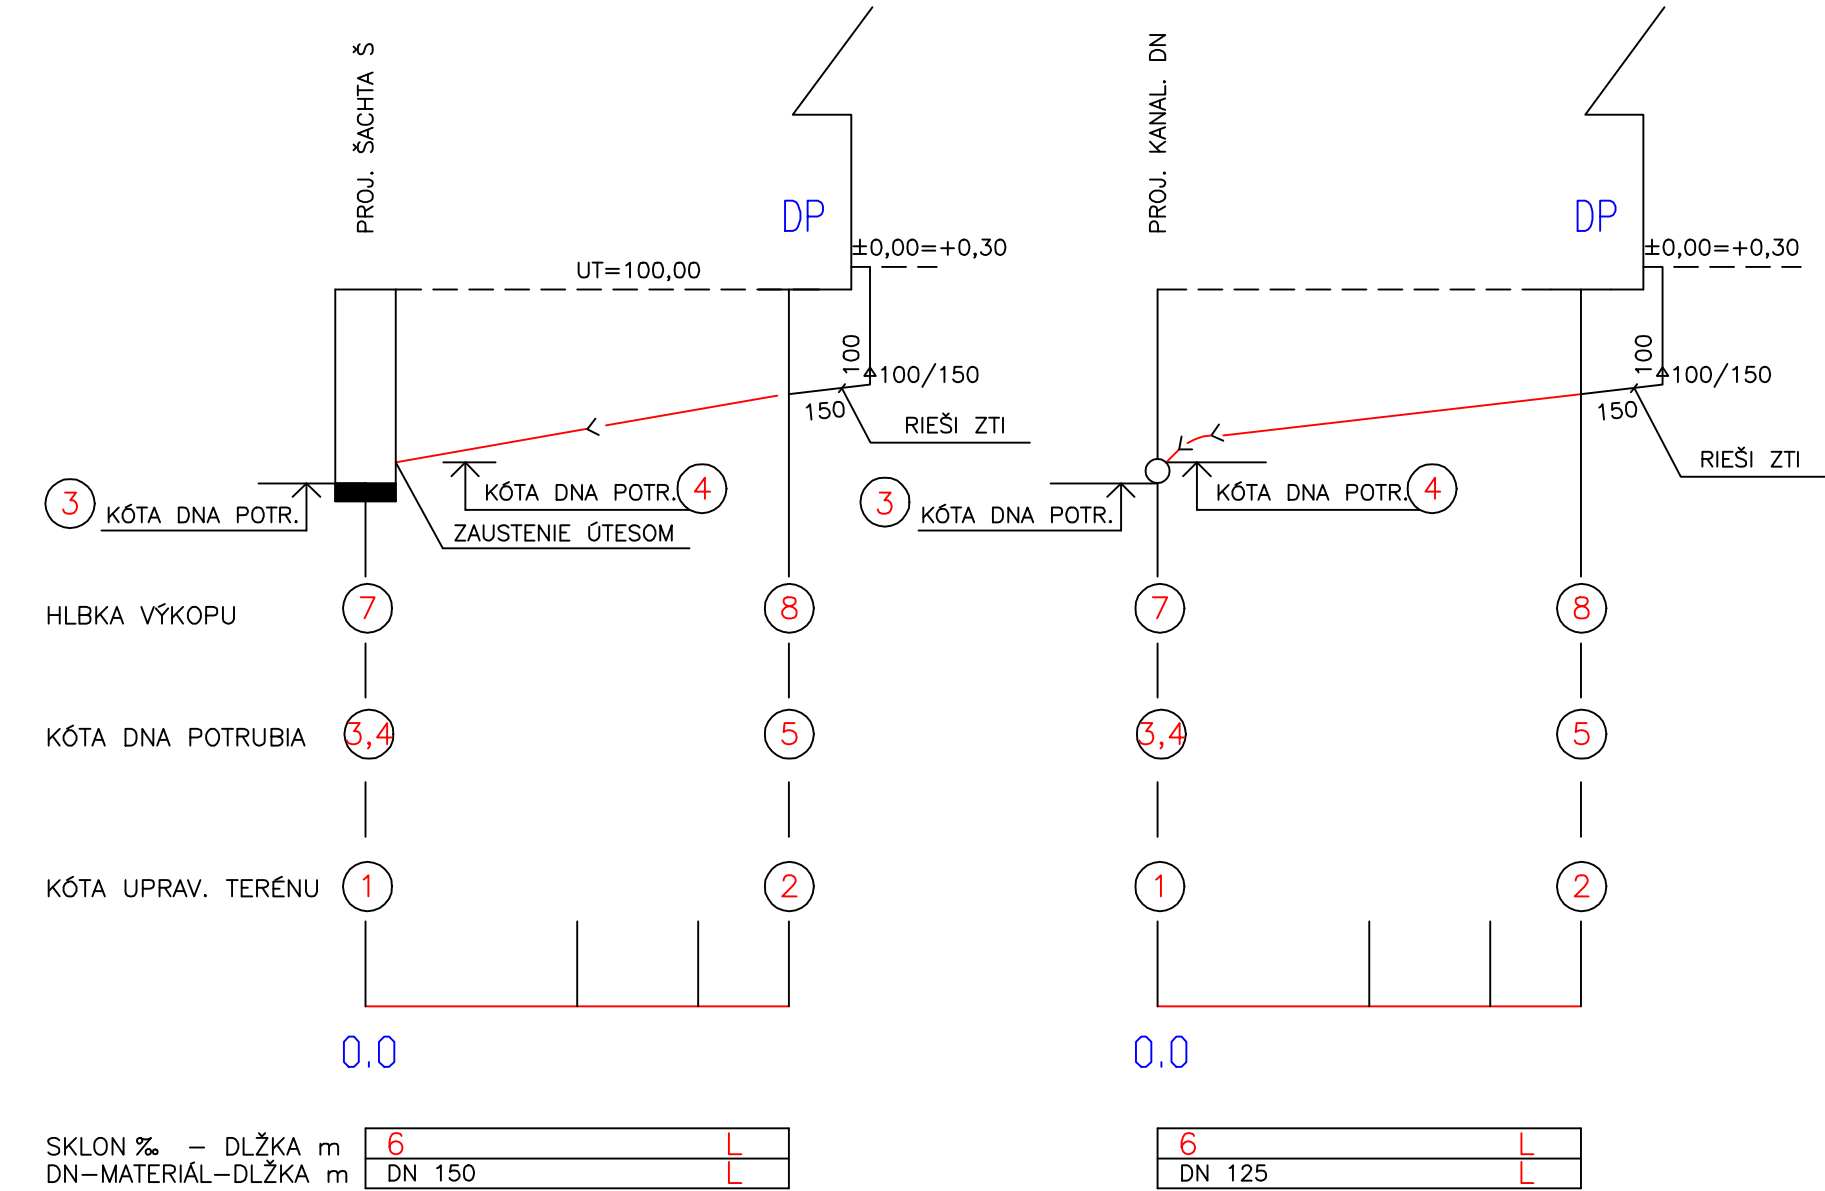 PROJ. ŠACHTA Š
PROJ. KANAL. DN
DP
DP
±0,00=+0,30
±0,00=+0,30
UT=100,00
100
100
100/150
100/150
150
150
RIEŠI ZTI
RIEŠI ZTI
3 KÓTA DNA POTR.
KÓTA DNA POTR. 4
ZAUSTENIE ÚTESOM
3 KÓTA DNA POTR.
KÓTA DNA POTR. 4
HLBKA VÝKOPU 7 8 7 8
KÓTA DNA POTRUBIA 3,4 5 3,4 5
KÓTA UPRAV. TERÉNU 1 2 1 2
0.0 0.0
SKLON ‰ – DLŽKA m 6 L 6 L
DN–MATERIÁL–DLŽKA m DN 150 L DN 125 L